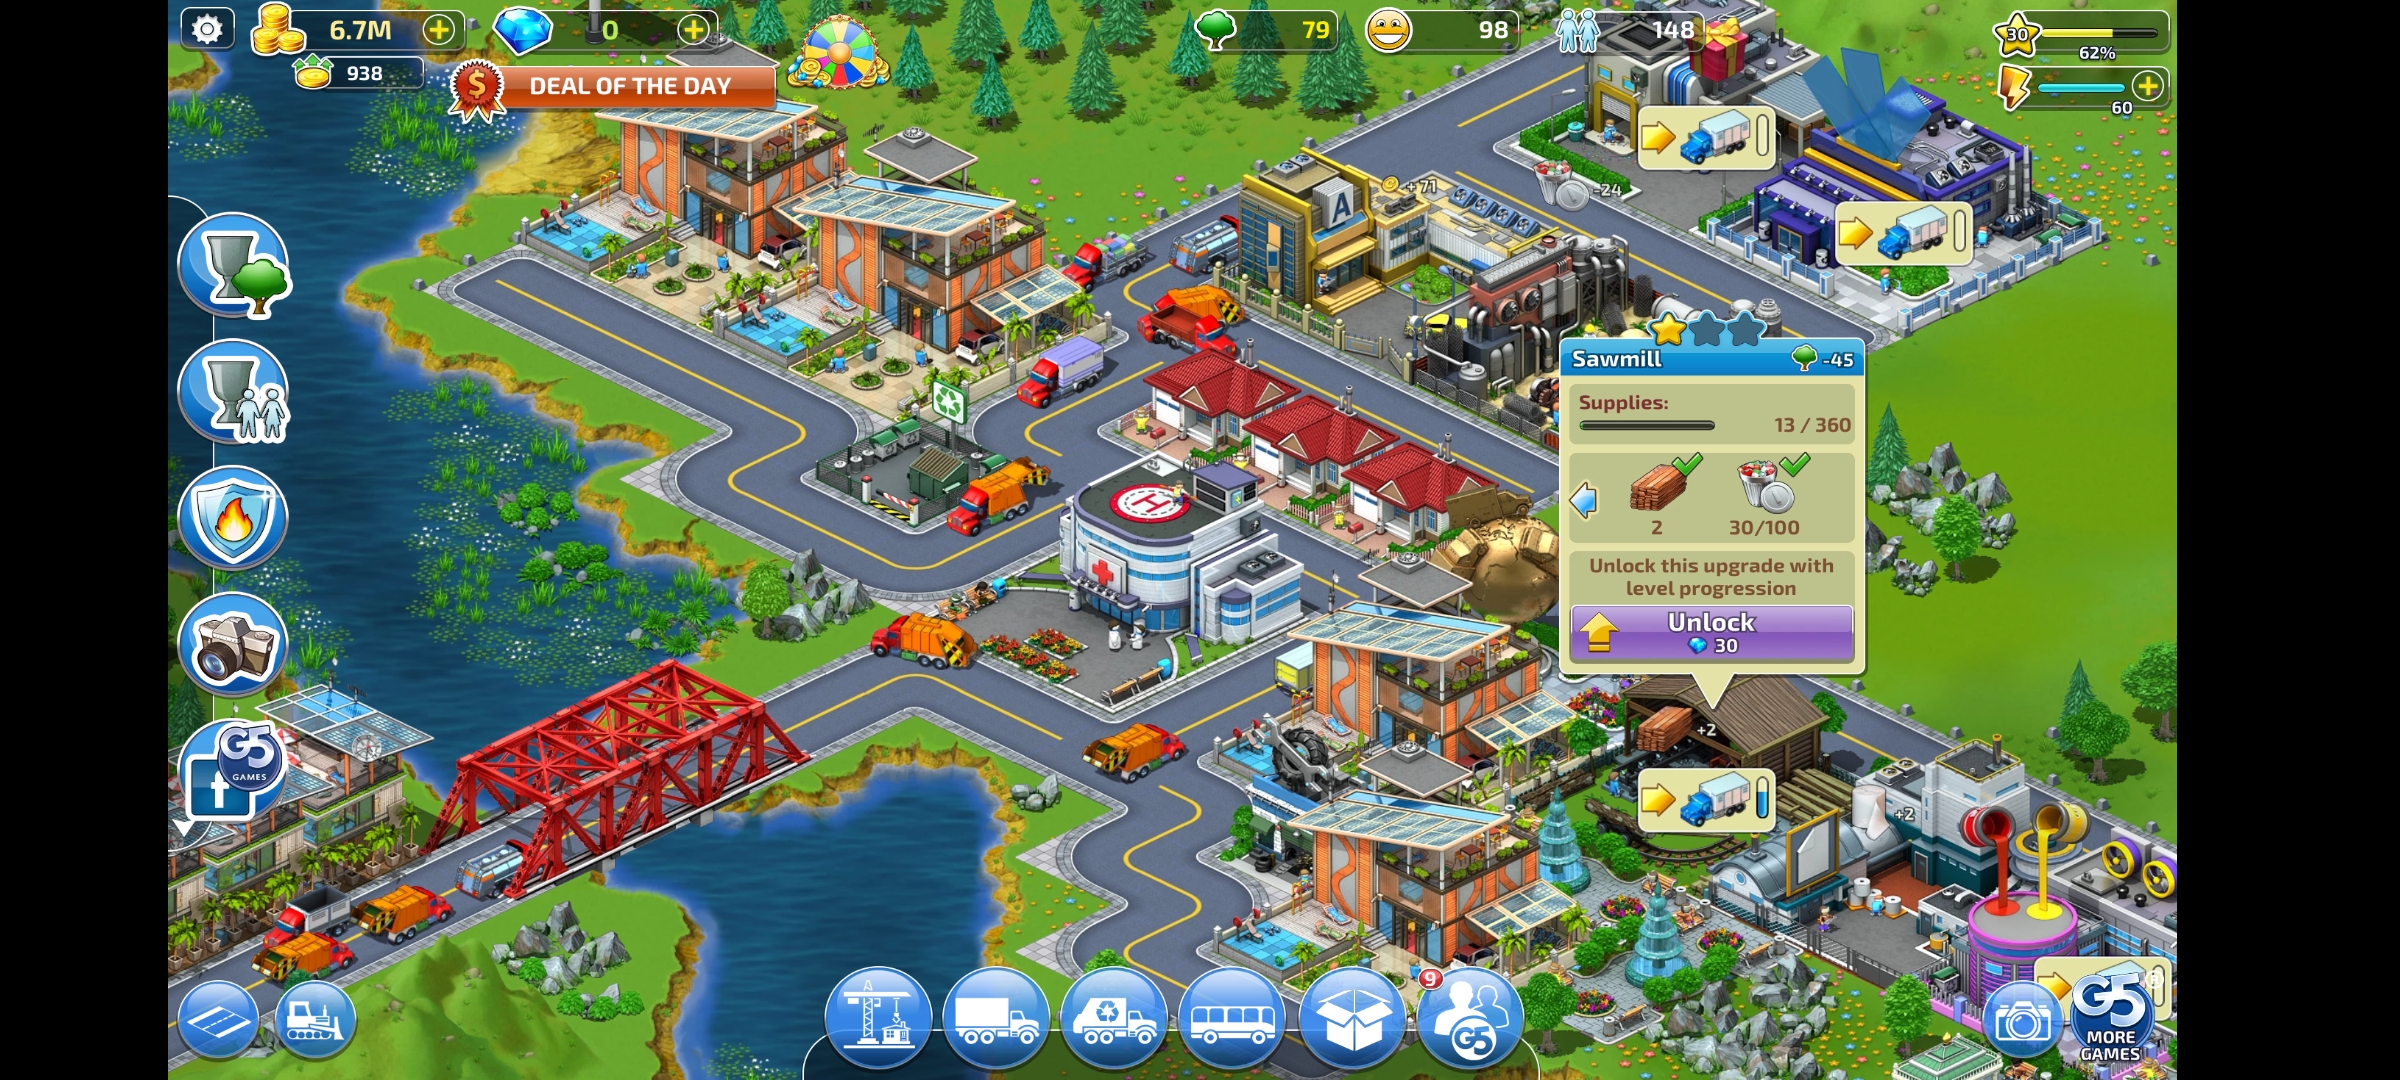 6.7M
0
79
98
148
30
62%
938
DEAL OF THE DAY
60
A
+71
-24
Sawmill
-45
Supplies:
13 / 360
H
2
30/100
Unlock this upgrade with
level progression
Unlock
30
+2
+2
G5
GAMES
f
9
A
G5
G5
MORE
GAMES